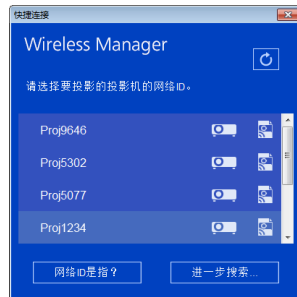 快捷连接
Wireless Manager
请选择要投影的投影机的网络ID。
Proj9646
Proj5302
Proj5077
Proj1234
网络ID是指？
进一步搜索...